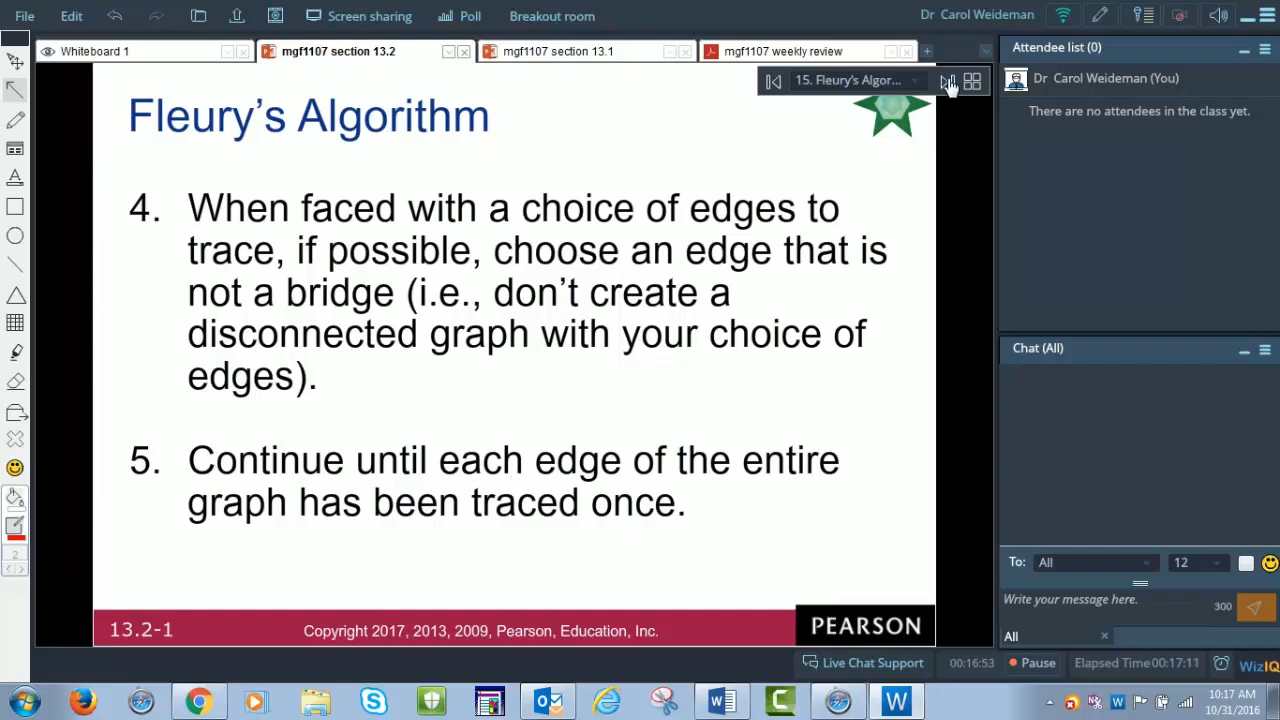 File Edit Screen sharing Poll Breakout room Dr Carol Weideman
Whiteboard 1 mgf1107 section 13.2 mgf1107 section 13.1 mgf1107 weekly review
Attendee list (0)
15. Fleury's Algor...
Dr Carol Weideman (You)
There are no attendees in the class yet.
Fleury's Algorithm
4. When faced with a choice of edges to
trace, if possible, choose an edge that is
not a bridge (i.e., don't create a
disconnected graph with your choice of
edges).
5. Continue until each edge of the entire
graph has been traced once.
13.2-1 Copyright 2017, 2013, 2009, Pearson, Education, Inc. PEARSON
Chat (All)
To: All 12
Write your message here. 300
All
2
Live Chat Support 00:16:53 Pause Elapsed Time 00:17:11 WizIQ
10:17 AM
10/31/2016